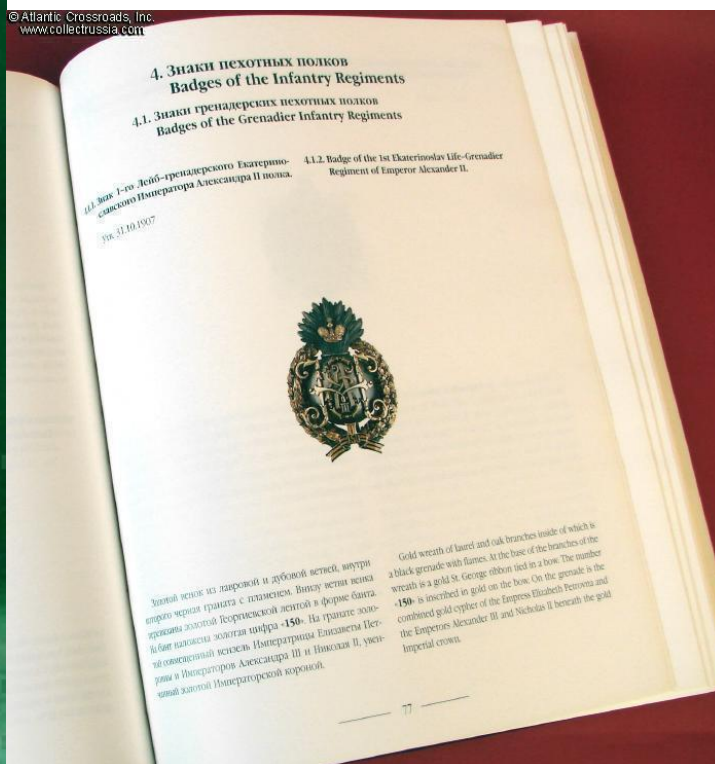 © Atlantic Crossroads, Inc.
www.collectrussia.com
4. Знаки пехотных полков
Badges of the Infantry Regiments
4.1. Знаки гренадерских пехотных полков
Badges of the Grenadier Infantry Regiments
Знак 1-го Лейб-гренадерского Екатерино-
славского Императора Александра II полка.
Утв. 31.10.1907
4.1.2. Badge of the 1st Ekaterinoslav Life-Grenadier
Regiment of Emperor Alexander II.
Золотой венок из лавровой и дубовой ветвей, внутри
которого черная граната с пламенем. Внизу ветви венка
перевязаны золотой Георгиевской лентой в форме банта.
На бант наложена золотая цифра «150». На гранате золо-
той совмещенный вензель Императрицы Елизаветы Пет-
ровны и Императоров Александра III и Николая II, увен-
чанный золотой Императорской короной.
Gold wreath of laurel and oak branches inside of which is
a black grenade with flames. At the base of the branches of the
wreath is a gold St. George ribbon tied in a bow. The number
«150» is inscribed in gold on the bow. On the grenade is the
combined gold cypher of the Empress Elizabeth Petrovna and
the Emperors Alexander III and Nicholas II beneath the gold
Imperial crown.
77